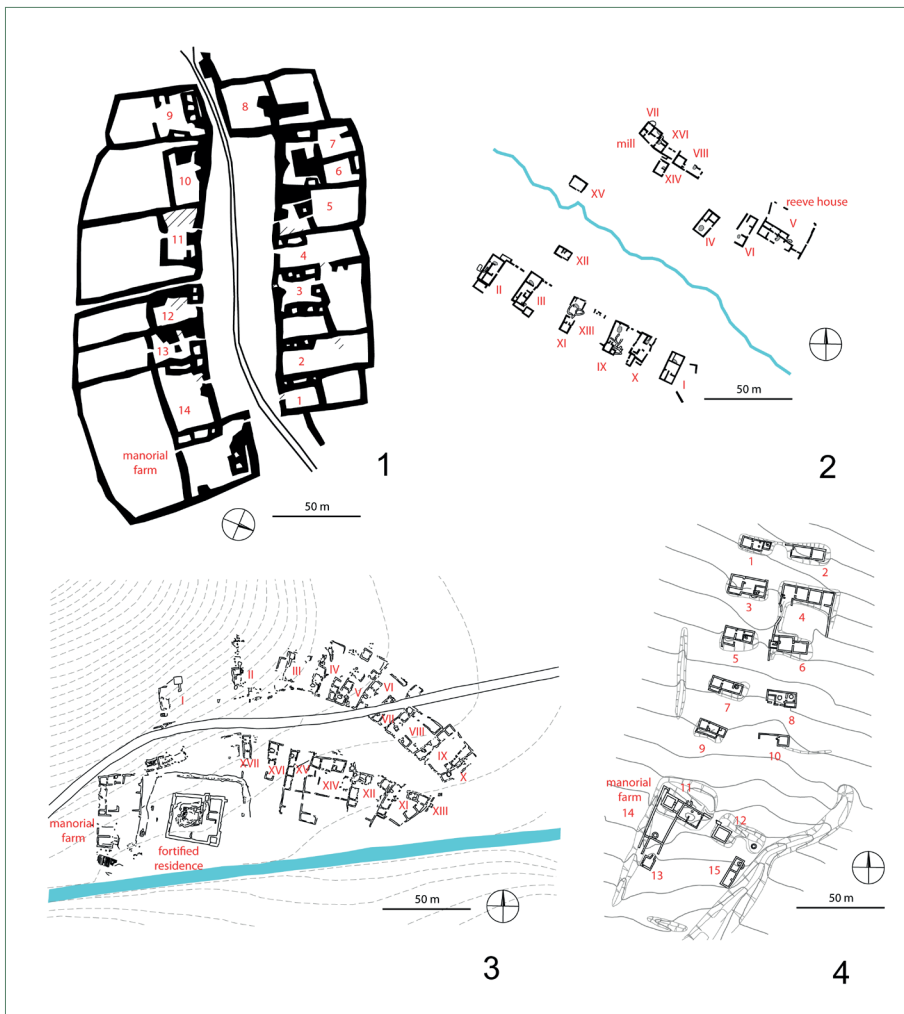 9
8
7
10
6
5
11
4
3
12
13
2
14
1
manorial
farm
50 m
1
VII
XVI
mill
VIII
XIV
XV
reeve house
V
IV
VI
XII
II
III
XIII
XI
IX
X
I
50 m
2
II
III
IV
I
V
VI
VII
VIII
IX
X
XVII
XVI
XV
XIV
XII
XI
XIII
manorial
farm
fortified
residence
50 m
3
1
2
3
4
5
6
7
8
9
10
manorial
farm
14
11
12
13
15
50 m
4